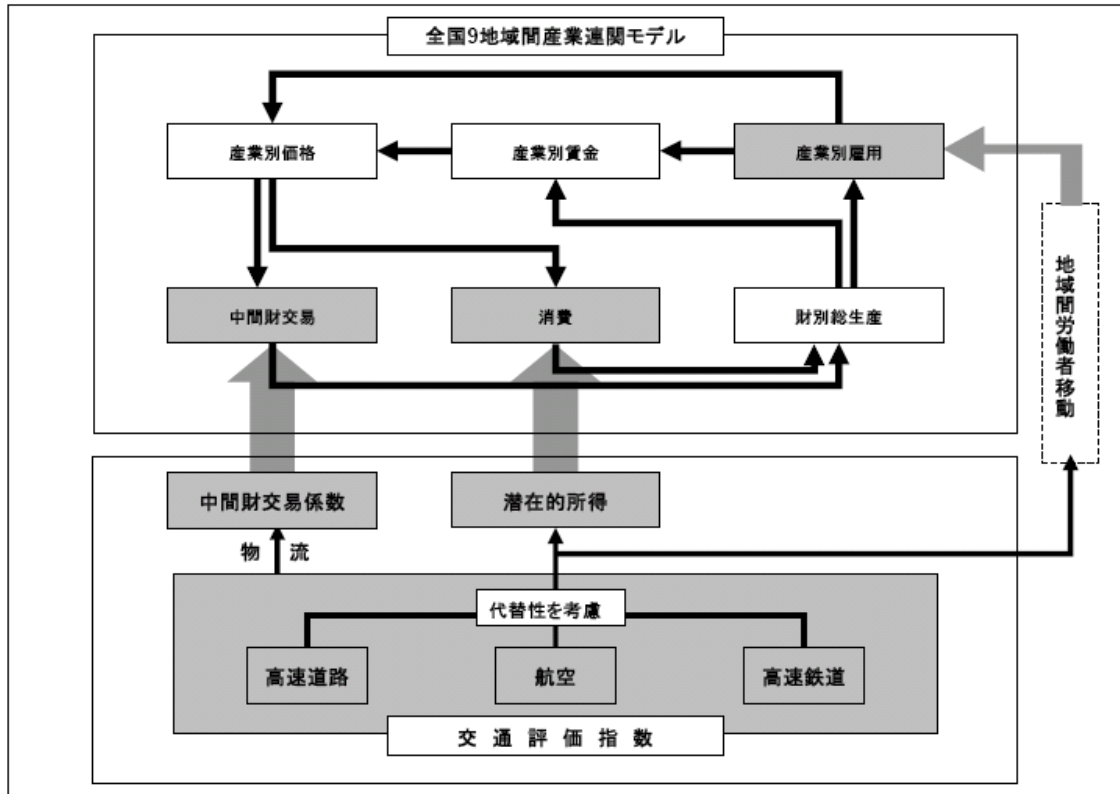 全国9地域間産業連関モデル
産業別価格
産業別賃金
産業別雇用
中間財交易
消費
財別総生産
地域間労働者移動
中間財交易係数
潜在的所得
物 流
代替性を考慮
高速道路
航空
高速鉄道
交 通 評 価 指 数